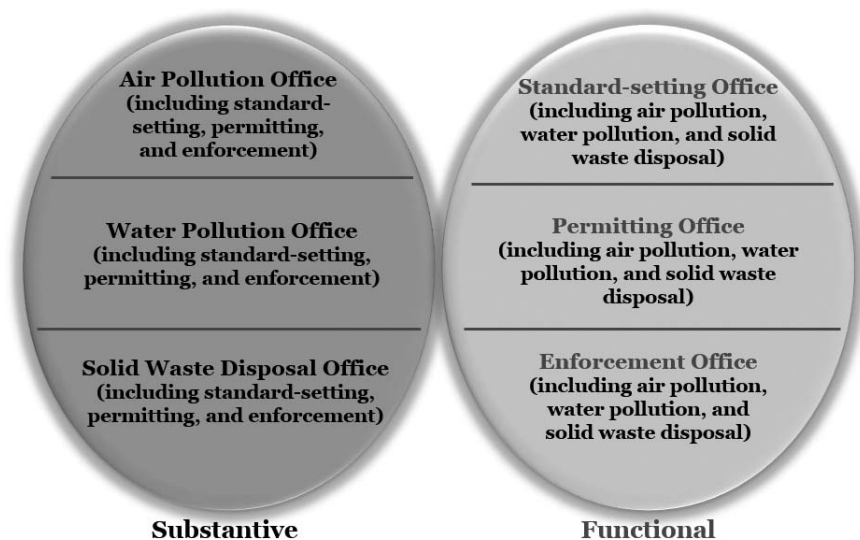 Air Pollution Office
(including standard-
setting, permitting,
and enforcement)
Water Pollution Office
(including standard-setting,
permitting, and enforcement)
Solid Waste Disposal Office
(including standard-setting,
permitting, and enforcement)
Substantive
Standard-setting Office
(including air pollution,
water pollution, and solid
waste disposal)
Permitting Office
(including air pollution, water
pollution, and solid waste
disposal)
Enforcement Office
(including air pollution,
water pollution, and
solid waste disposal)
Functional